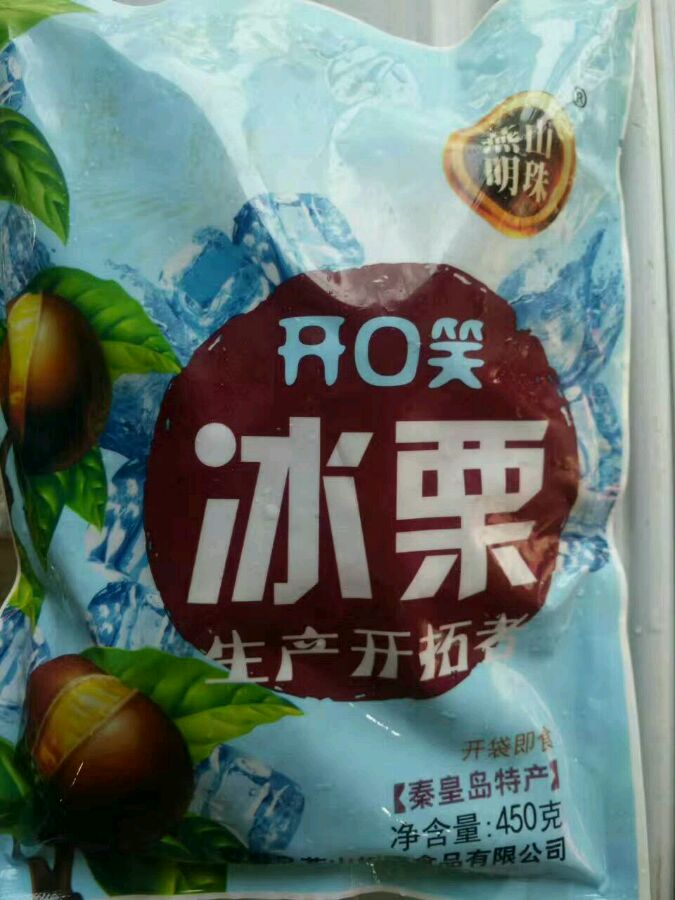 ®
燕山
明珠
开口笑
冰栗
生产开拓者
开袋即食
【秦皇岛特产】
净含量:450克
食品有限公司